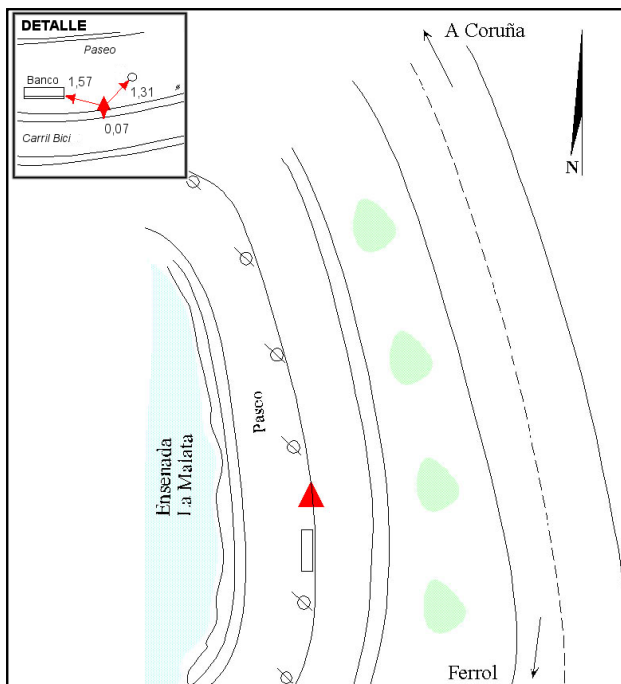 DETALLE
Paseo
Banco
1,57
1,31
0,07
Carril Bici
A Coruña
N
Paseo
Ensenada
La Malata
Ferrol